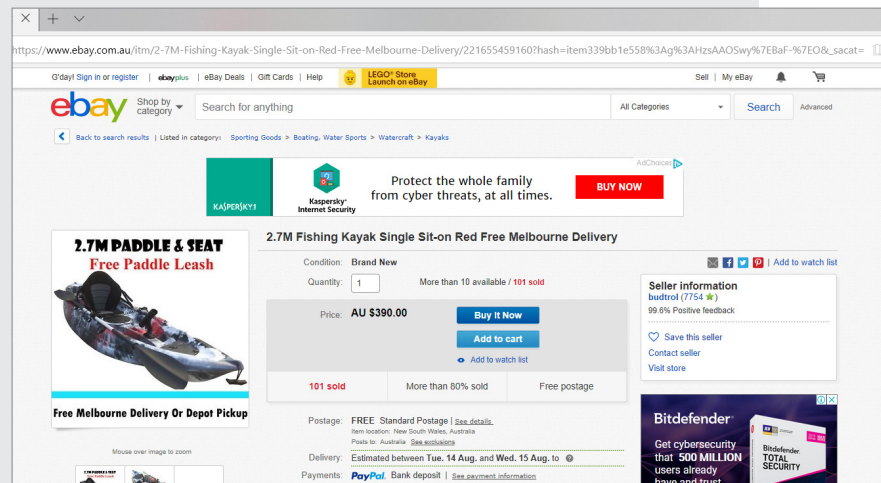 https://www.ebay.com.au/itm/2-7M-Fishing-Kayak-Single-Sit-on-Red-Free-Melbourne-Delivery/221655459160?hash=item339bb1e558%3Ag%3AHzsAAOSwy%7EBaF-%7EO&_sacat=
G'day! Sign in or register | ebayplus | eBay Deals | Gift Cards | Help
LEGO® Store
Launch on eBay
Sell | My eBay
ebay
Shop by
category
Search for anything
All Categories
Search
Advanced
Back to search results | Listed in category: Sporting Goods > Boating, Water Sports > Watercraft > Kayaks
AdChoices
KASPERSKY
Kaspersky®
Internet Security
Protect the whole family
from cyber threats, at all times.
BUY NOW
2.7M PADDLE & SEAT
Free Paddle Leash
Free Melbourne Delivery Or Depot Pickup
Mouse over image to zoom
2.7M Fishing Kayak Single Sit-on Red Free Melbourne Delivery
Condition: Brand New
Quantity: 1 More than 10 available / 101 sold
Price: AU $390.00
Buy It Now
Add to cart
Add to watch list
101 sold
More than 80% sold
Free postage
Postage: FREE Standard Postage | See details
Item location: New South Wales, Australia
Posts to: Australia See exclusions
Delivery: Estimated between Tue. 14 Aug. and Wed. 15 Aug. to
Payments: PayPal, Bank deposit | See payment information
| Add to watch list
Seller information
budtrol (7754)
99.6% Positive feedback
Save this seller
Contact seller
Visit store
Bitdefender
Get cybersecurity
that 500 MILLION
users already
have and trust
Bitdefender
TOTAL
SECURITY